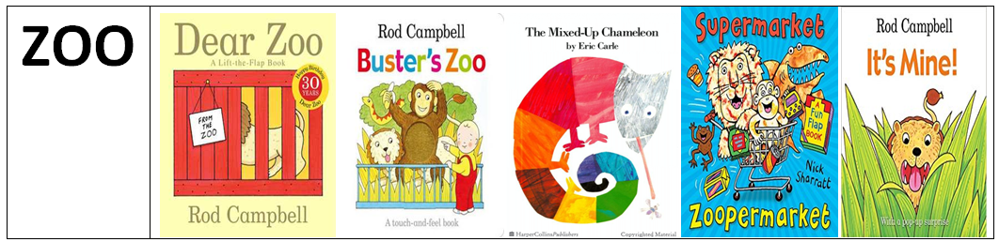 ZOO
Dear Zoo
A Lift-the-Flap Book
Happy Birthday
30
YEARS
Dear Zoo
FROM
THE
ZOO
Rod Campbell
Rod Campbell
Buster's Zoo
A touch-and-feel book
The Mixed-Up Chameleon
by Eric Carle
HarperCollinsPublishers
Copyrighted Material
Supermarket
A
Fun
Flap
BOOK
Nick
Sharratt
Zoopermarket
Rod Campbell
It's Mine!
With a pop-up surprise